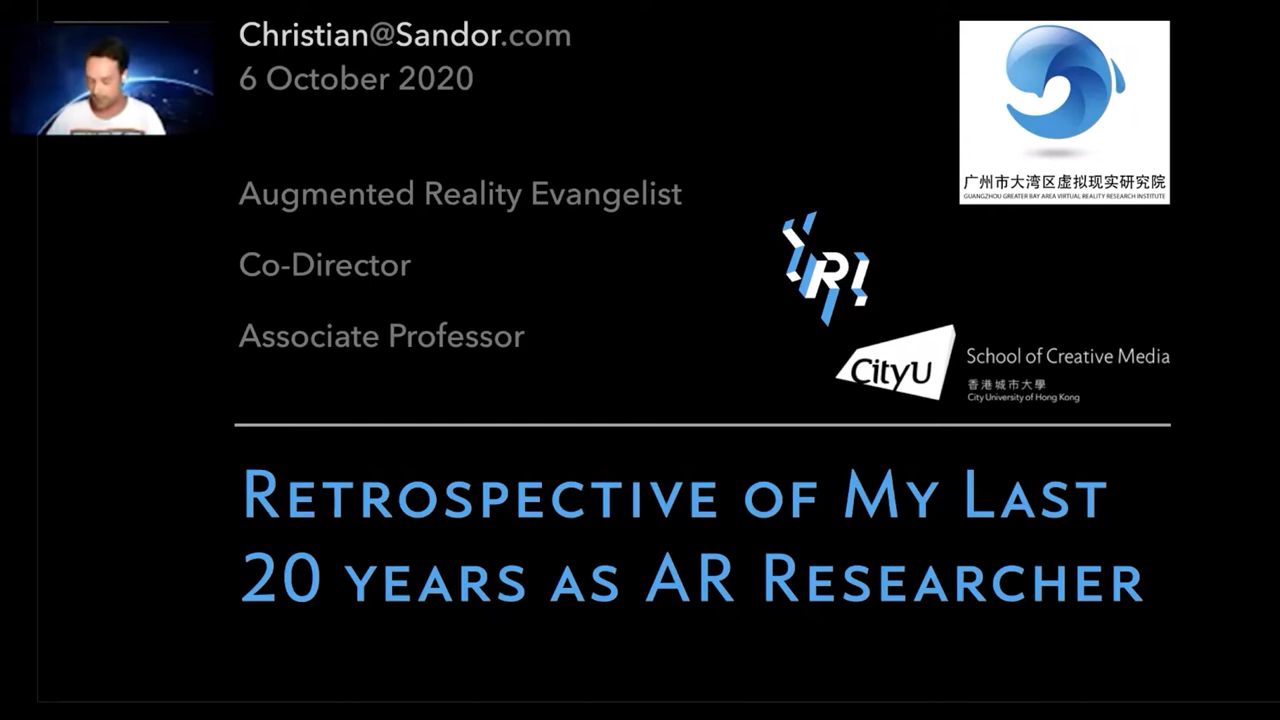 Christian@Sandor.com
6 October 2020
广州市大湾区虚拟现实研究院
GUANGZHOU GREATER BAY AREA VIRTUAL REALITY RESEARCH INSTITUTE
Augmented Reality Evangelist
Co-Director
XRI
Associate Professor
CityU
School of Creative Media
香港城市大學
City University of Hong Kong
RETROSPECTIVE OF MY LAST
20 YEARS AS AR RESEARCHER